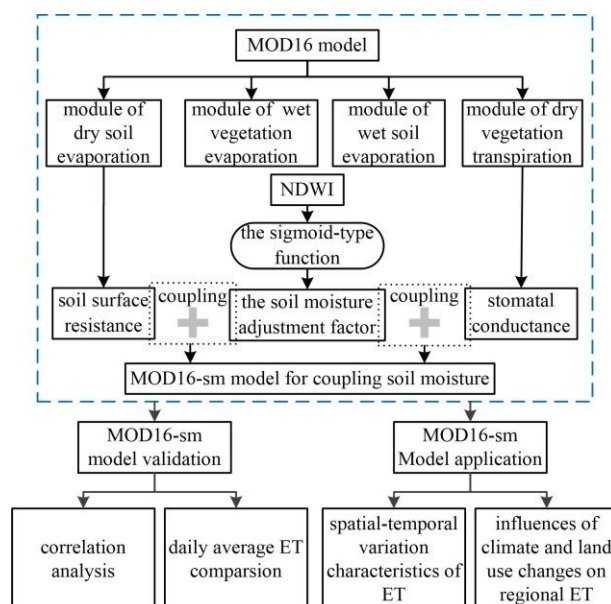 MOD16 model
module of
dry soil
evaporation
module of wet
vegetation
evaporation
module of
wet soil
evaporation
module of dry
vegetation
transpiration
NDWI
the sigmoid-type
function
soil surface
resistance
coupling
the soil moisture
adjustment factor
coupling
stomatal
conductance
MOD16-sm model for coupling soil moisture
MOD16-sm
model validation
MOD16-sm
Model application
correlation
analysis
daily average ET
comparsion
spatial-temporal
variation
characteristics of
ET
influences of
climate and land
use changes on
regional ET